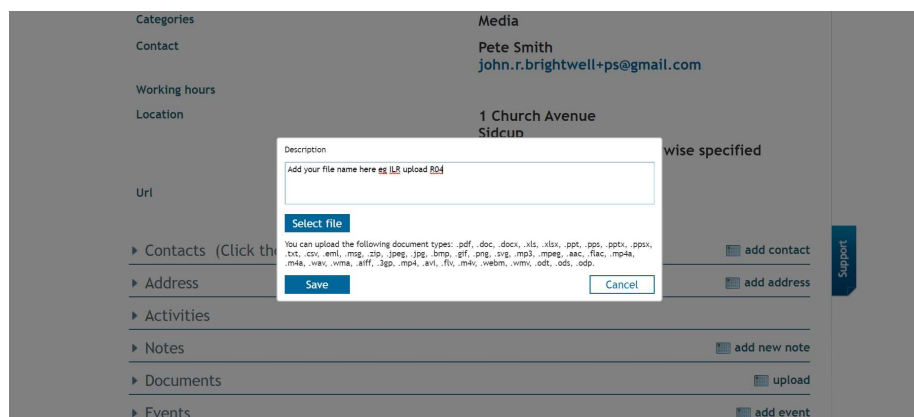 Categories Media
Contact Pete Smith
john.r.brightwell+ps@gmail.com
Working hours
Location 1 Church Avenue
Sidcup
wise specified
Url
Description
Add your file name here eg ILR upload R04
Select file
You can upload the following document types: .pdf, .doc, .docx, .xls, .xlsx, .ppt, .pps, .pptx, .ppsx,
.txt, .csv, .eml, .msg, .zip, .jpeg, .jpg, .bmp, .gif, .png, .svg, .mp3, .mpeg, .aac, .flac, .mp4a,
.m4a, .wav, .wma, .aiff, .3gp, .mp4, .avi, .flv, .m4v, .webm, .wmv, .odt, .ods, .odp.
Save Cancel
Contacts (Click th add contact
Address add address
Activities
Notes add new note
Documents upload
Events add event
Support